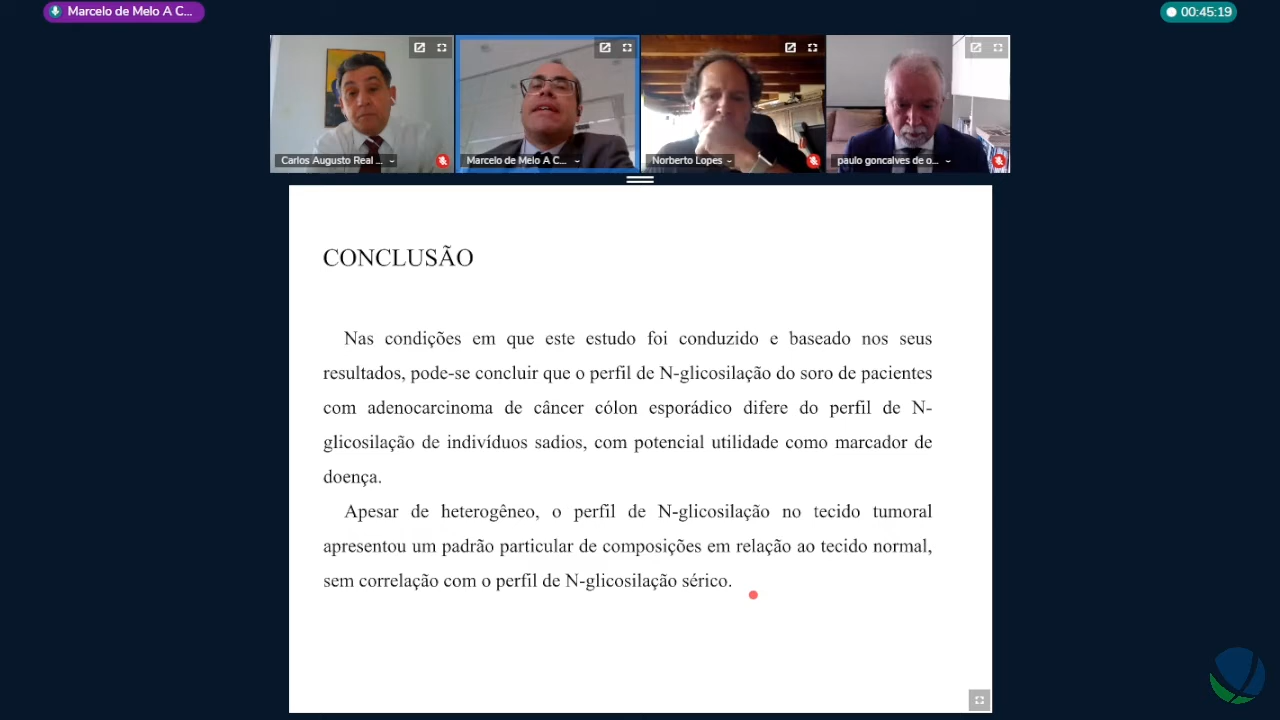 Marcelo de Melo A C...
00:45:19
Carlos Augusto Real ...
Marcelo de Melo A C...
Norberto Lopes
paulo goncalves de o...
CONCLUSÃO
Nas condições em que este estudo foi conduzido e baseado nos seus
resultados, pode-se concluir que o perfil de N-glicosilação do soro de pacientes
com adenocarcinoma de câncer cólon esporádico difere do perfil de N-
glicosilação de indivíduos sadios, com potencial utilidade como marcador de
doença.
Apesar de heterogêneo, o perfil de N-glicosilação no tecido tumoral
apresentou um padrão particular de composições em relação ao tecido normal,
sem correlação com o perfil de N-glicosilação sérico.